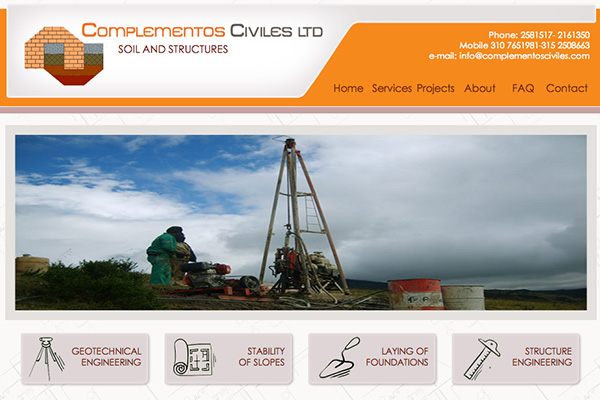 COMPLEMENTOS CIVILES LTD
SOIL AND STRUCTURES
Phone: 2581517- 2161350
Mobile 310 7651981-315 2508663
e-mail: info@complementosciviles.com
Home Services Projects About FAQ Contact
GEOTECHNICAL
ENGINEERING
STABILITY
OF SLOPES
LAYING OF
FOUNDATIONS
STRUCTURE
ENGINEERING